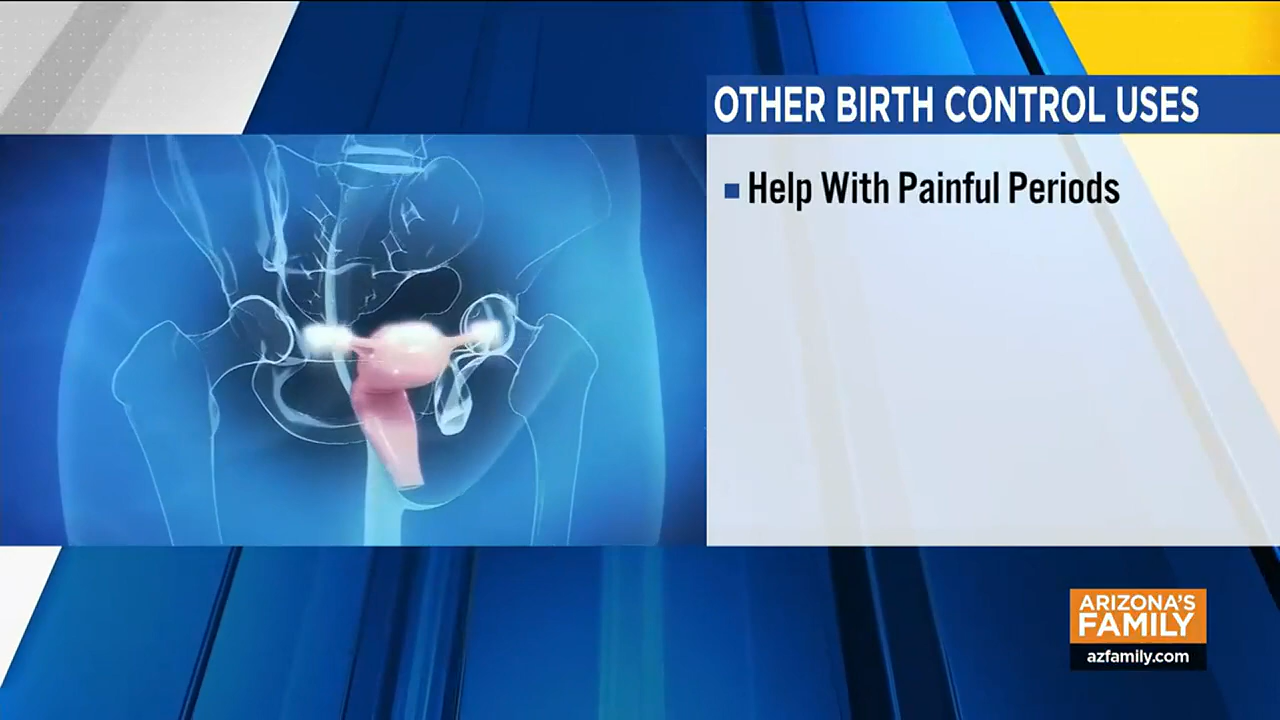 OTHER BIRTH CONTROL USES
Help With Painful Periods
ARIZONA'S
FAMILY
azfamily.com